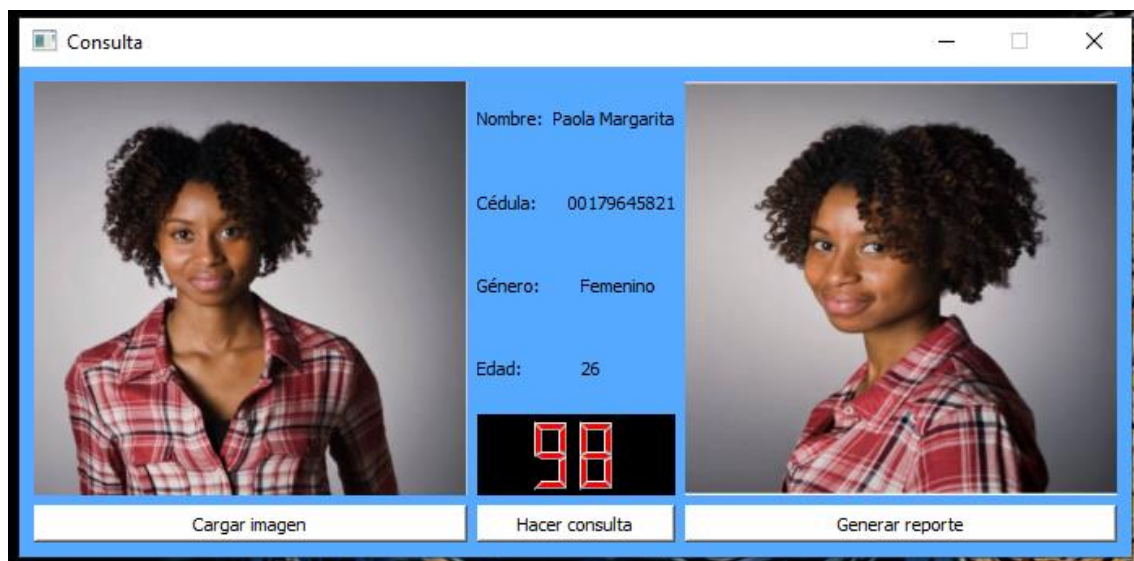 Consulta
Nombre: Paola Margarita
Cédula: 00179645821
Género: Femenino
Edad: 26
98
Cargar imagen
Hacer consulta
Generar reporte